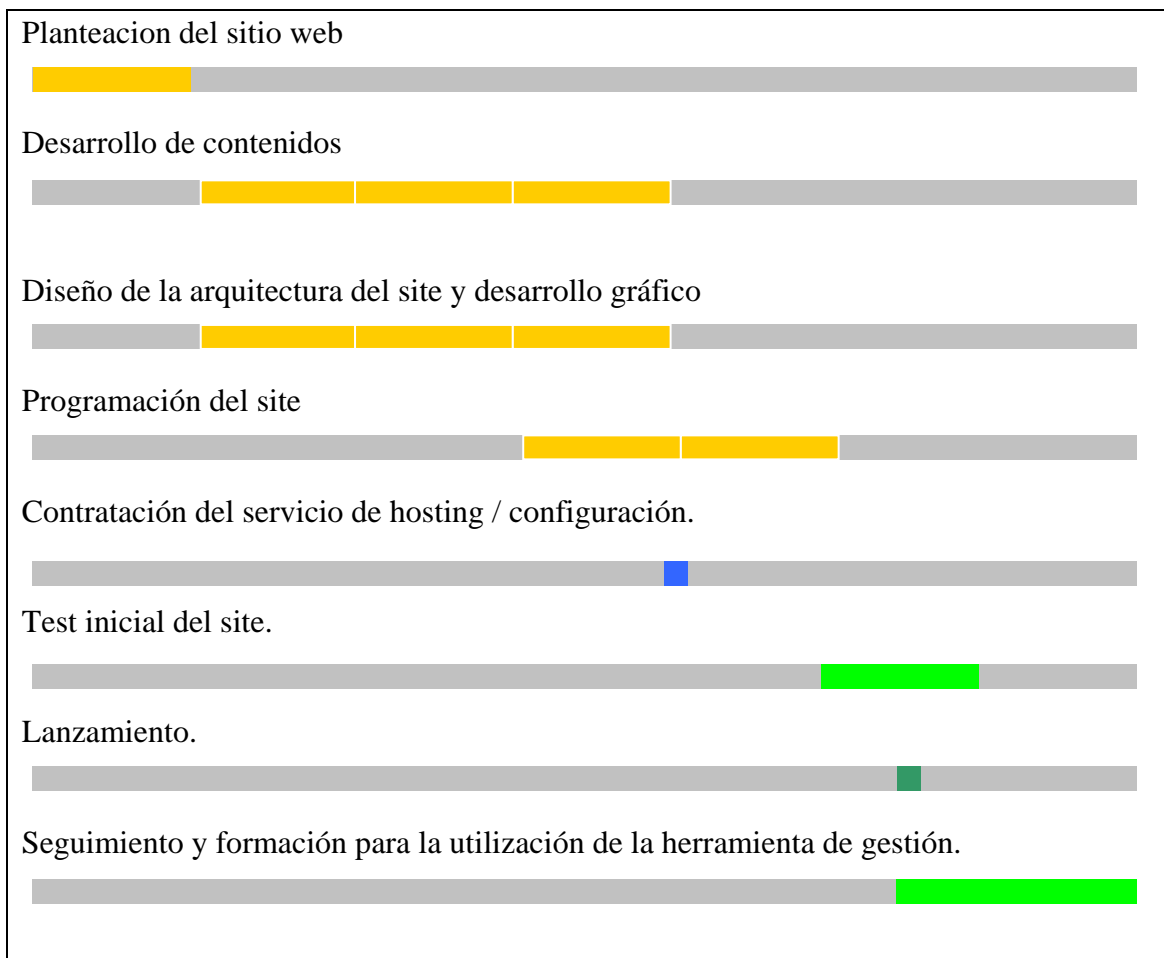 Planteacion del sitio web
Desarrollo de contenidos
Diseño de la arquitectura del site y desarrollo gráfico
Programación del site
Contratación del servicio de hosting / configuración.
Test inicial del site.
Lanzamiento.
Seguimiento y formación para la utilización de la herramienta de gestión.